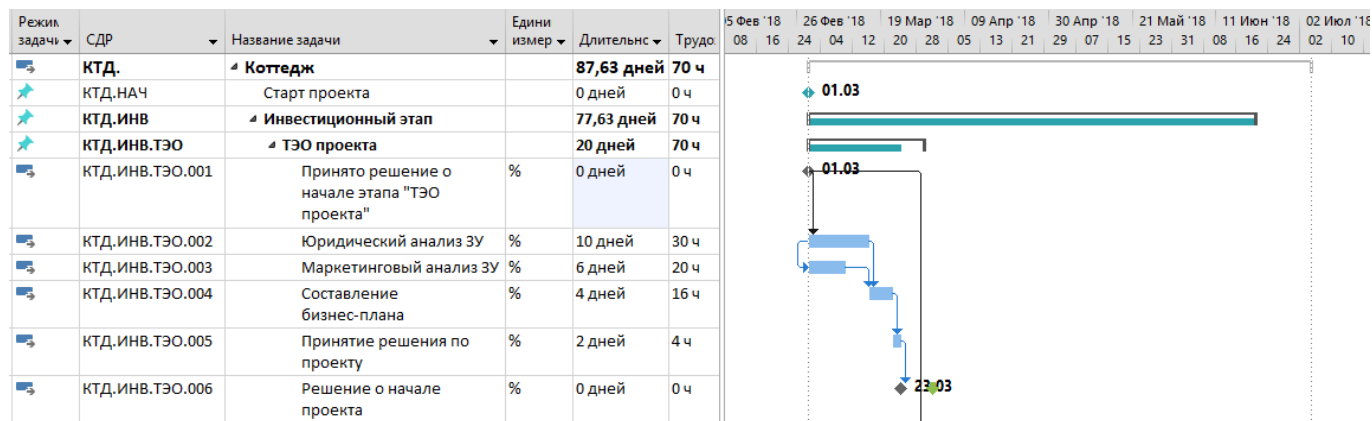 Режим Едини 5 Фев '18 26 Фев '18 19 Мар '18 09 Апр '18 30 Апр '18 21 Май '18 11 Июн '18 02 Июл '18
задачи СДР Название задачи измер Длительнс Трудо: 08 16 24 04 12 20 28 05 13 21 29 07 15 23 31 08 16 24 02 10
КТД. Коттедж 87,63 дней 70 ч
КТД.НАЧ Старт проекта 0 дней 0 ч 01.03
КТД.ИНВ Инвестиционный этап 77,63 дней 70 ч
КТД.ИНВ.ТЭО ТЭО проекта 20 дней 70 ч
КТД.ИНВ.ТЭО.001 Принято решение о % 0 дней 0 ч 01.03
начале этапа "ТЭО
проекта"
КТД.ИНВ.ТЭО.002 Юридический анализ ЗУ % 10 дней 30 ч
КТД.ИНВ.ТЭО.003 Маркетинговый анализ ЗУ % 6 дней 20 ч
КТД.ИНВ.ТЭО.004 Составление % 4 дней 16 ч
бизнес-плана
КТД.ИНВ.ТЭО.005 Принятие решения по % 2 дней 4 ч
проекту
КТД.ИНВ.ТЭО.006 Решение о начале % 0 дней 0 ч 23.03
проекта